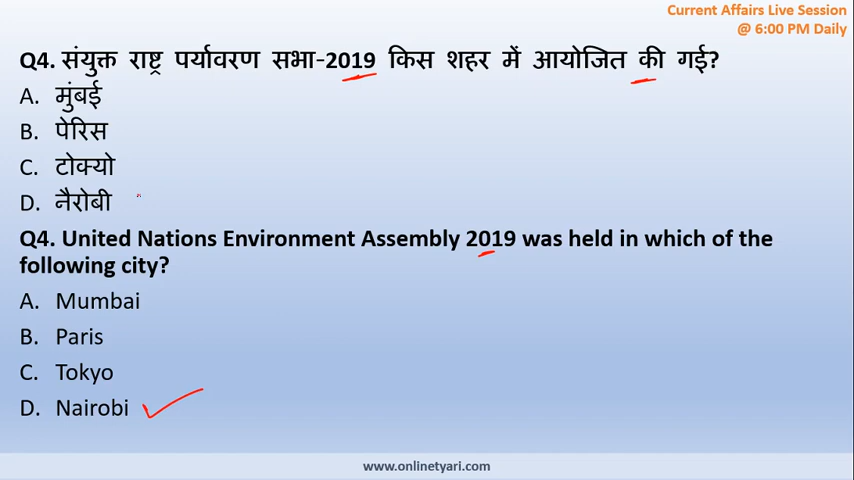 Current Affairs Live Session
@ 6:00 PM Daily
Q4. संयुक्त राष्ट्र पर्यावरण सभा-2019 किस शहर में आयोजित की गई?
A. मुंबई
B. पेरिस
C. टोक्यो
D. नैरोबी
Q4. United Nations Environment Assembly 2019 was held in which of the
following city?
A. Mumbai
B. Paris
C. Tokyo
D. Nairobi
www.onlinetyari.com